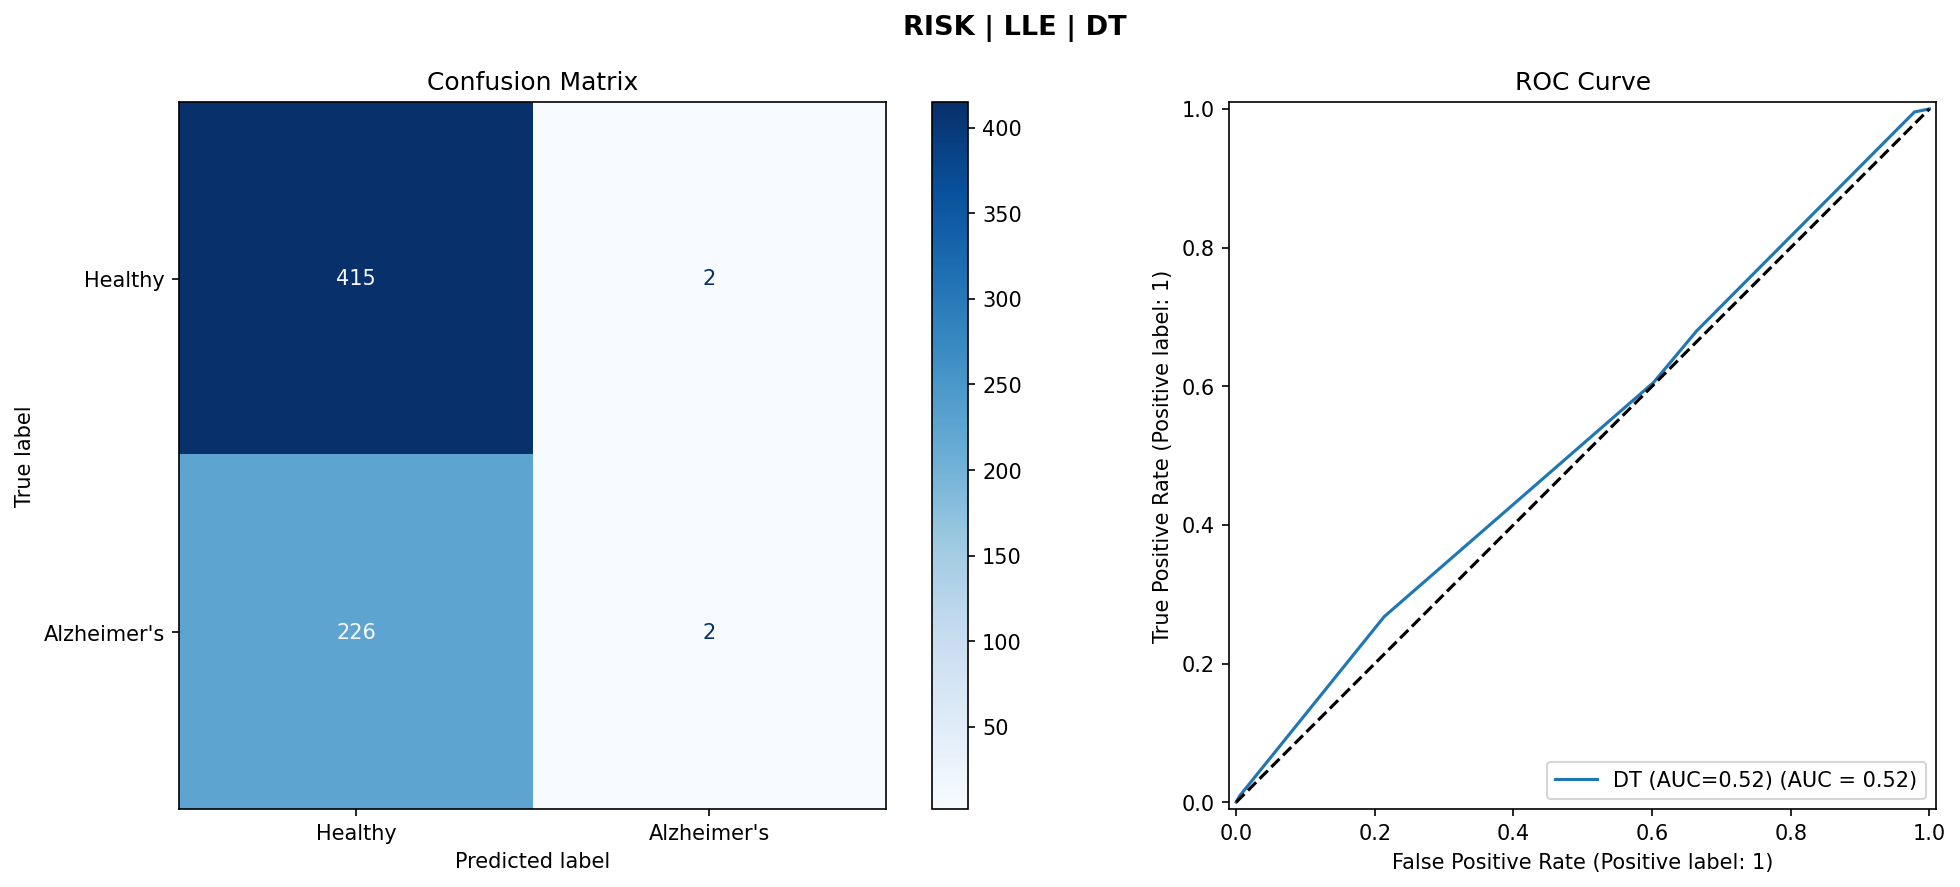 RISK | LLE | DT
Confusion Matrix
True label
Healthy
Alzheimer's
415
2
226
2
Healthy
Alzheimer's
Predicted label
400
350
300
250
200
150
100
50
ROC Curve
True Positive Rate (Positive label: 1)
1.0
0.8
0.6
0.4
0.2
0.0
DT (AUC=0.52) (AUC = 0.52)
0.0
0.2
0.4
0.6
0.8
1.0
False Positive Rate (Positive label: 1)